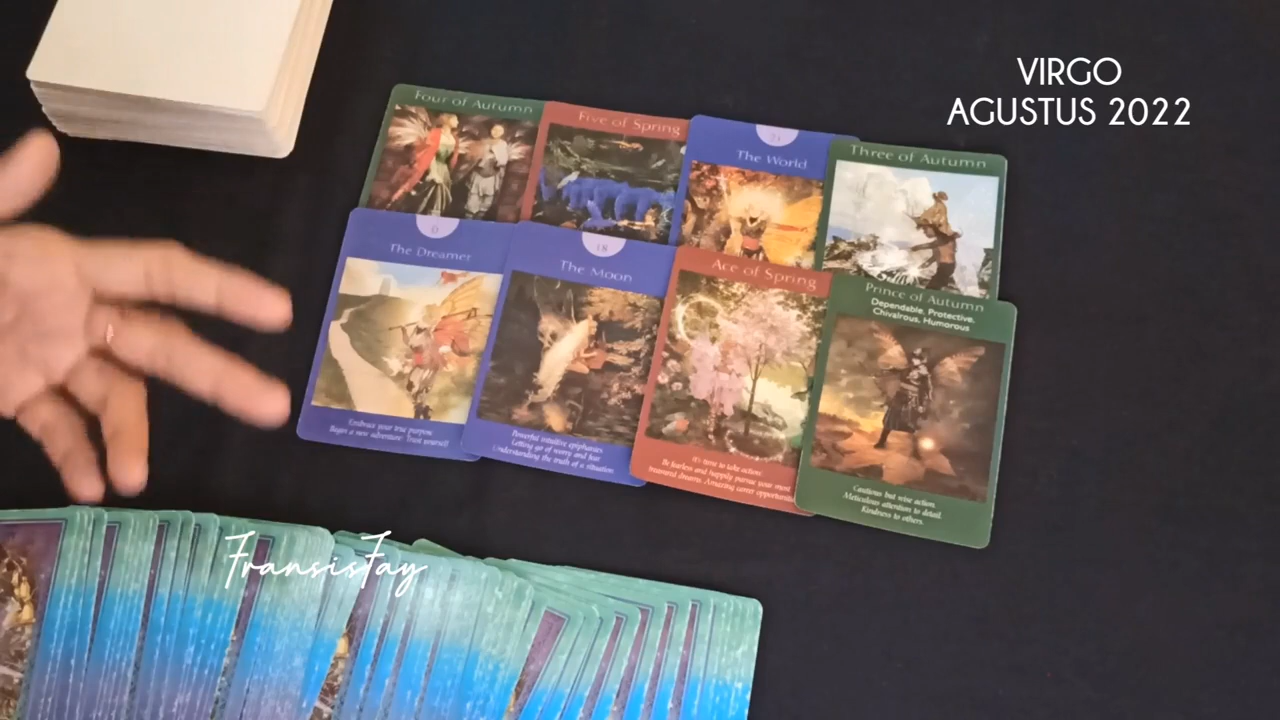 VIRGO
AGUSTUS 2022
Four of Autumn
Five of Spring
The World
Three of Autumn
0
The Dreamer
Embrace your true purpose.
Begin a new adventure. Trust yourself!
18
The Moon
Powerful intuitive epiphanies
Letting go of worry and fear
Understanding the truth of a situation
Ace of Spring
It's time to take action
Be fearless and happily pursue your most
treasured dreams. Amazing career
Prince of Autumn
Dependable, Protective,
Chivalrous, Humorous
Cautious but wise action.
Meticulous attention to detail.
Kindness to others.
FransisFay